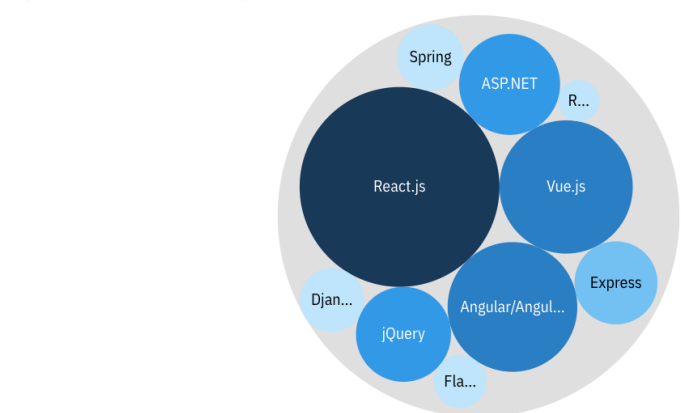 Spring
ASP.NET
R...
React.js
Vue.js
Express
Djan...
Angular/Angul...
jQuery
Fla...